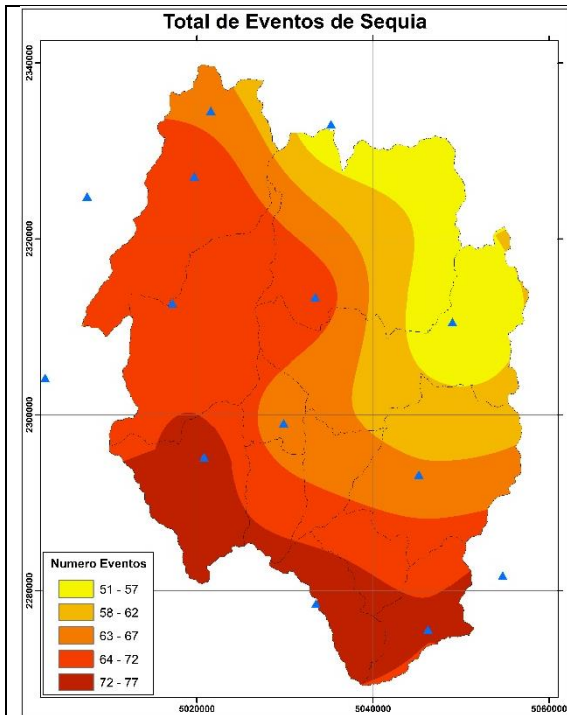 Total de Eventos de Sequia
2340000
2320000
2300000
2280000
Numero Eventos
51 - 57
58 - 62
63 - 67
64 - 72
72 - 77
5020000
5040000
5060000